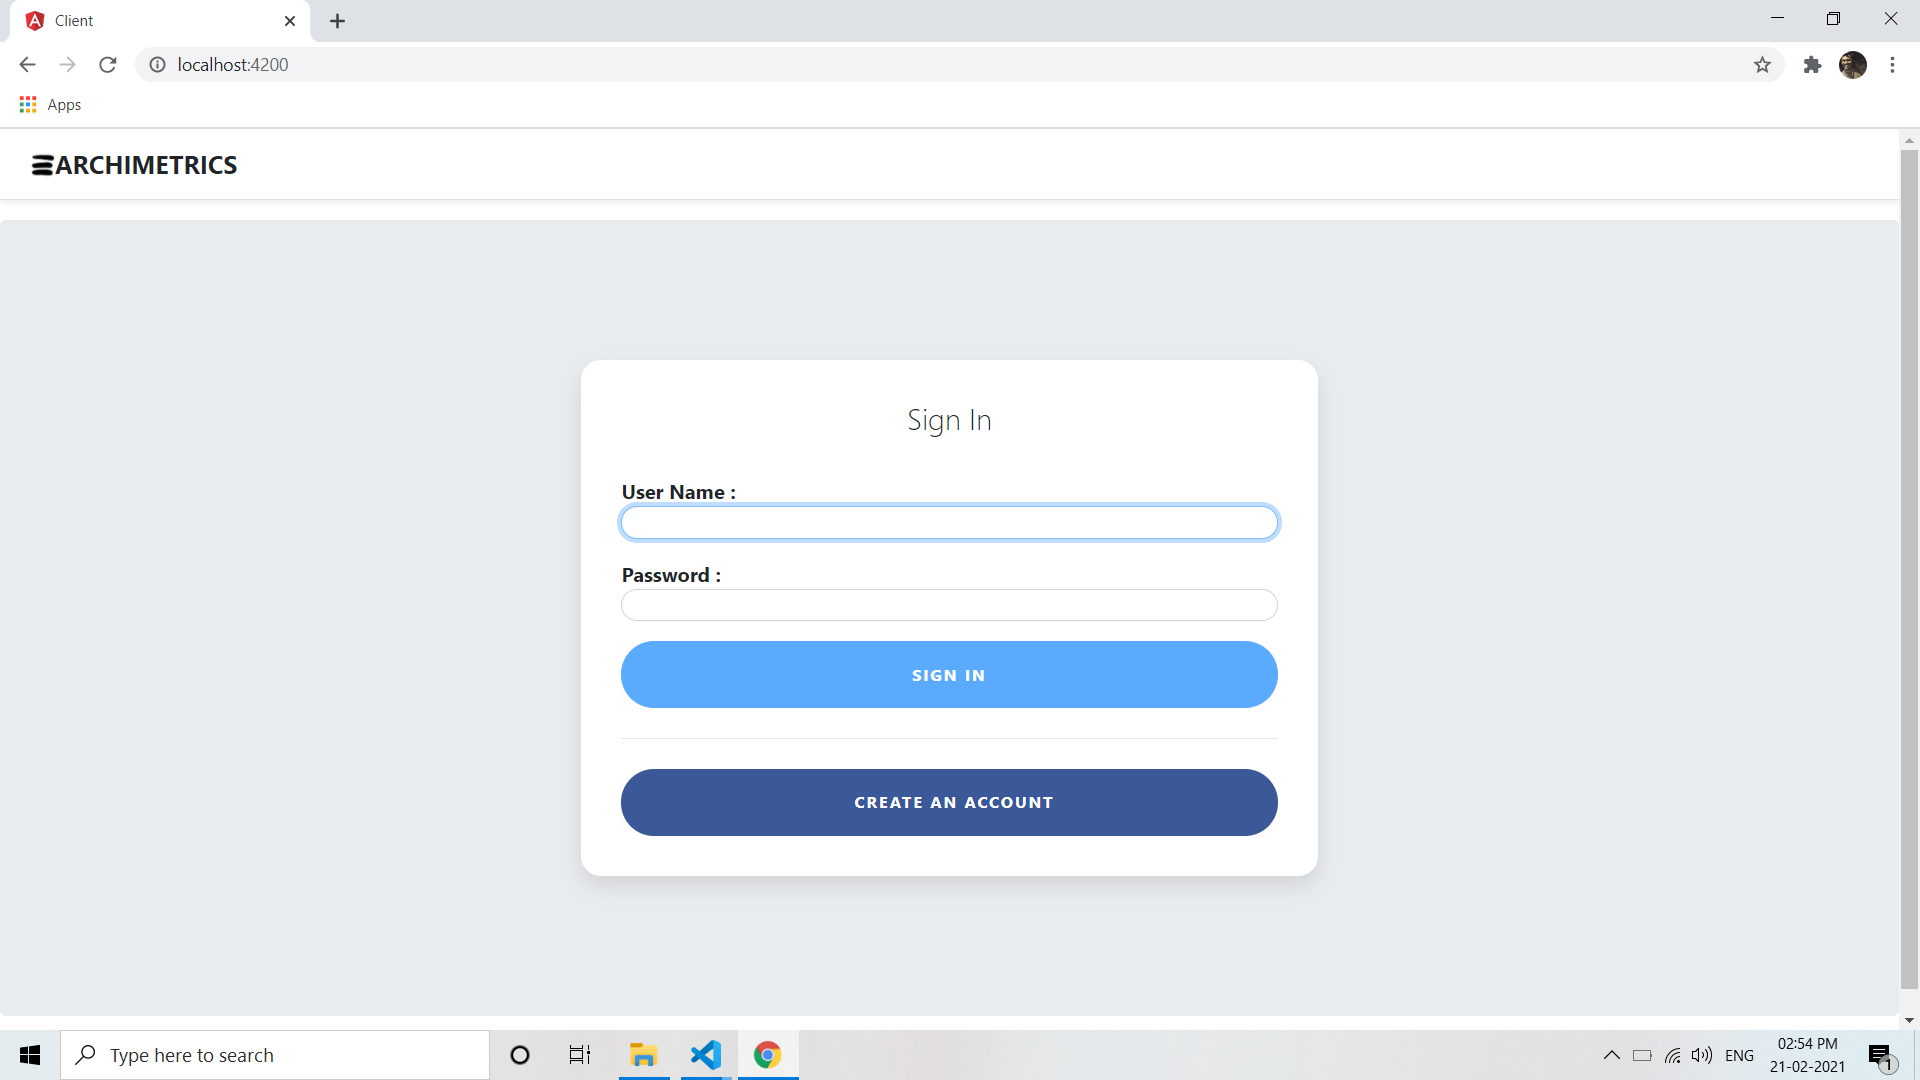 Client
localhost:4200
Apps
ARCHIMETRICS
Sign In
User Name :
Password :
SIGN IN
CREATE AN ACCOUNT
Type here to search
ENG
02:54 PM
21-02-2021
1